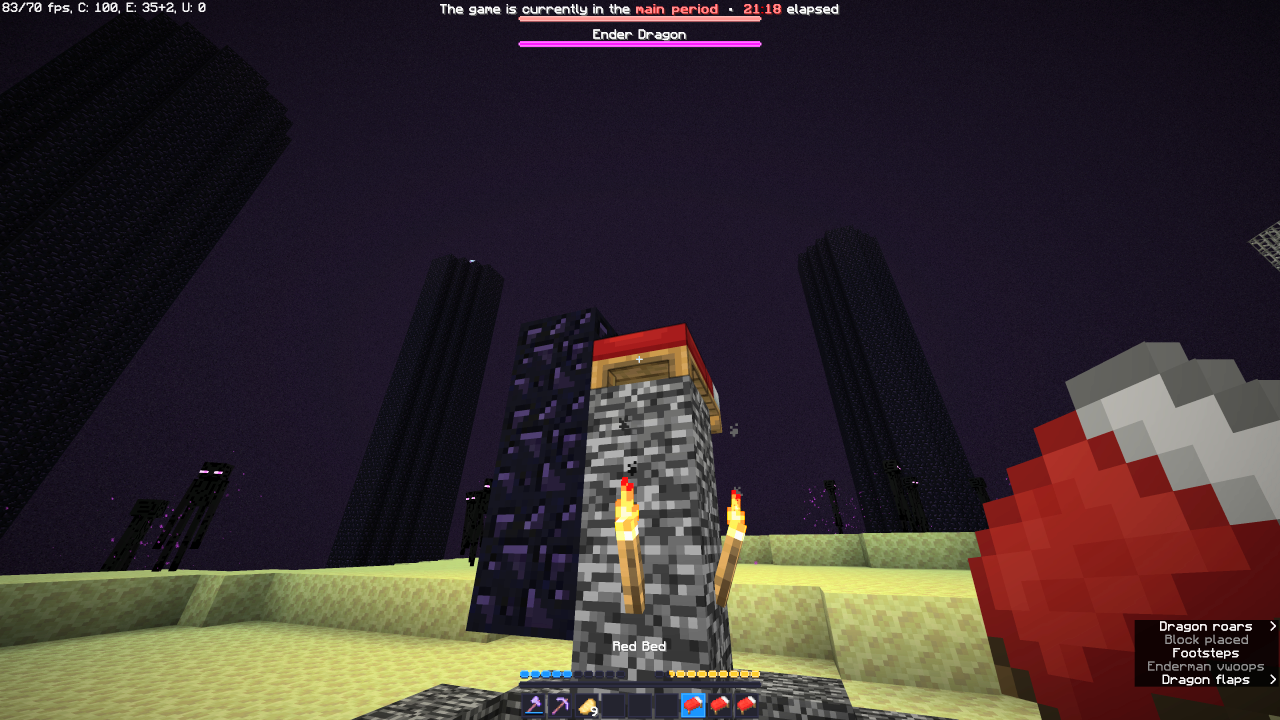 83/70 fps, C: 100, E: 35+2, U: 0
The game is currently in the main period • 21:18 elapsed
Ender Dragon
Dragon roars >
Block placed
Footsteps
Enderman vwoops
Dragon flaps >
Red Bed
9